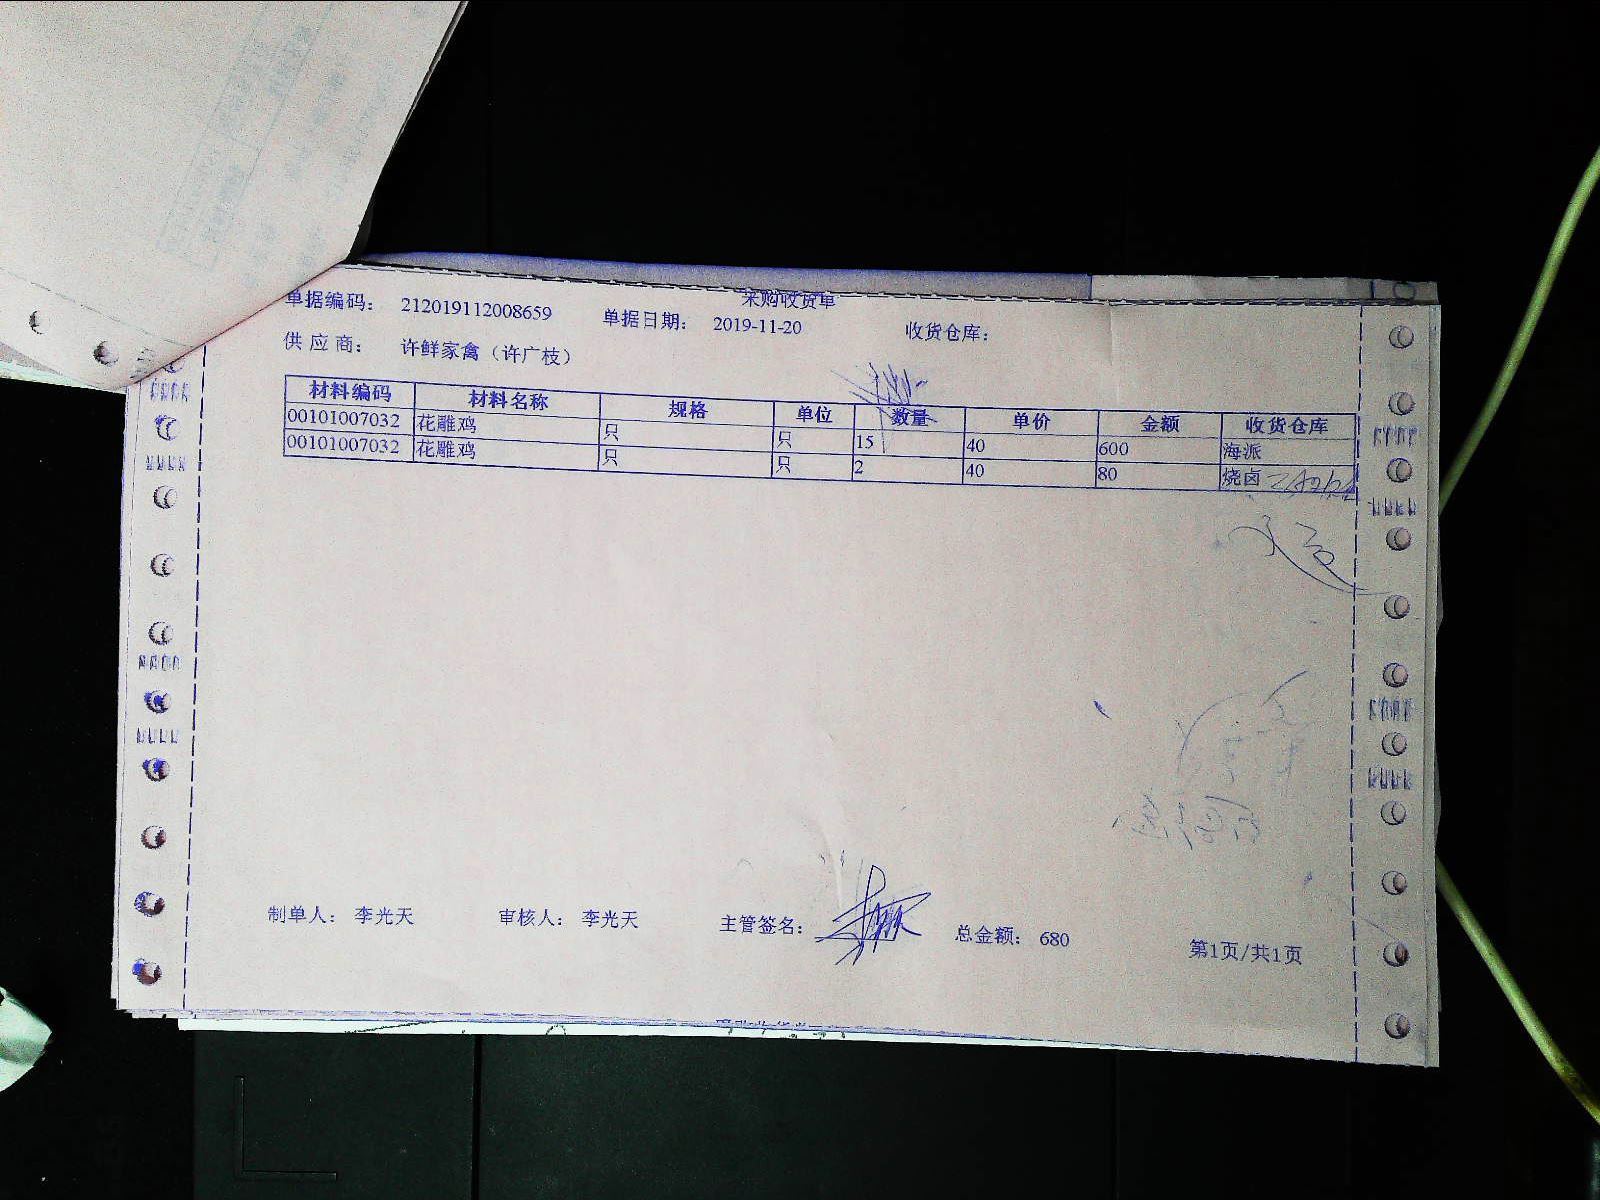 采购收货单
单据编码： 212019112008659 单据日期： 2019-11-20 收货仓库：
供应商： 许鲜家禽（许广枝）
材料编码 材料名称 规格 单位 数量 单价 金额 收货仓库
00101007032 花雕鸡 只 只 15 40 600 海派
00101007032 花雕鸡 只 只 2 40 80 烧卤
制单人： 李光天 审核人： 李光天 主管签名： 总金额： 680 第1页/共1页